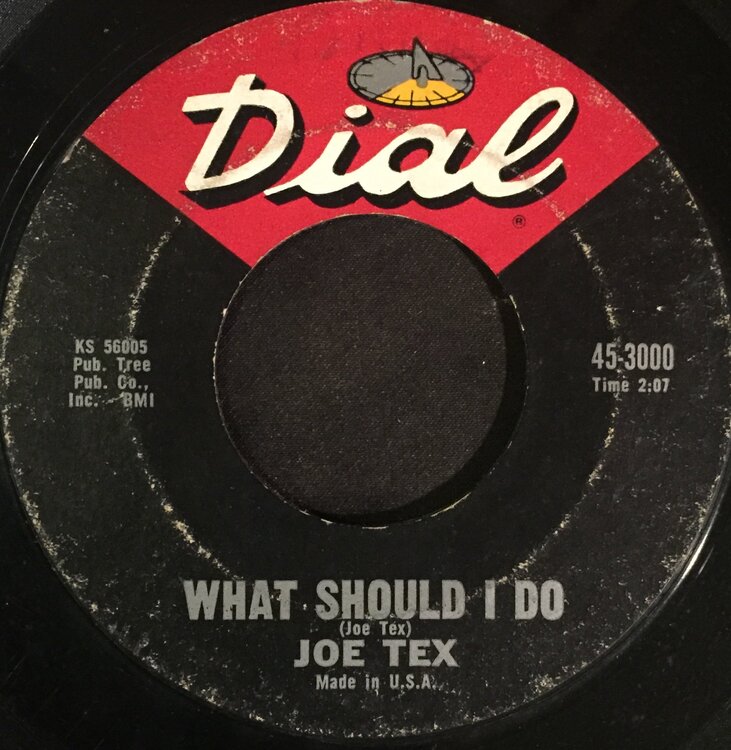 Dial
®
KS 56005
Pub. Tree
Pub. Co.,
Inc. - BMI
45-3000
Time 2:07
WHAT SHOULD I DO
(Joe Tex)
JOE TEX
Made in U.S.A.